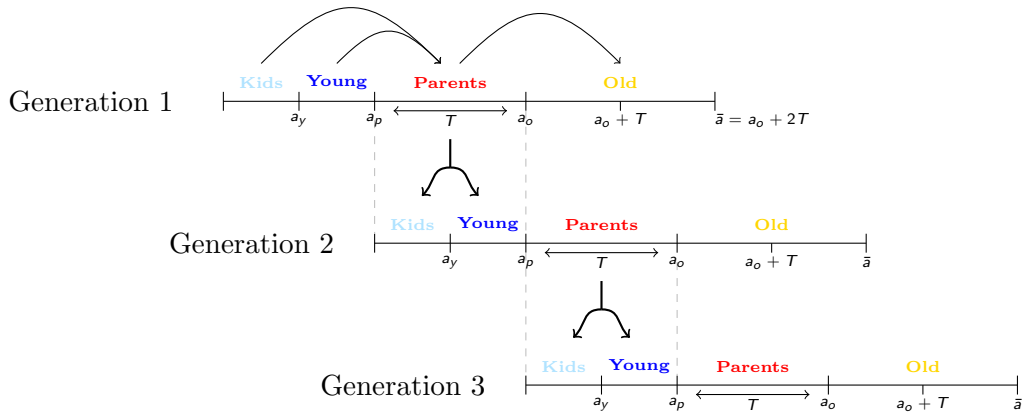 Kids Young Parents Old
Generation 1
a_y a_p T a_o a_o + T ā = a_o + 2T
Kids Young Parents Old
Generation 2
a_y a_p T a_o a_o + T ā
Kids Young Parents Old
Generation 3
a_y a_p T a_o a_o + T ā